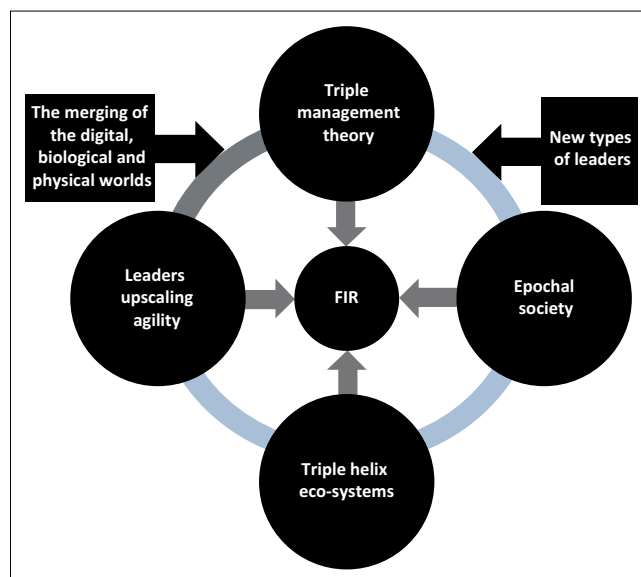 Triple
management
theory
The merging of
the digital,
biological and
physical worlds
New types
of leaders
Leaders
upscaling
agility
FIR
Epochal
society
Triple helix
eco-systems